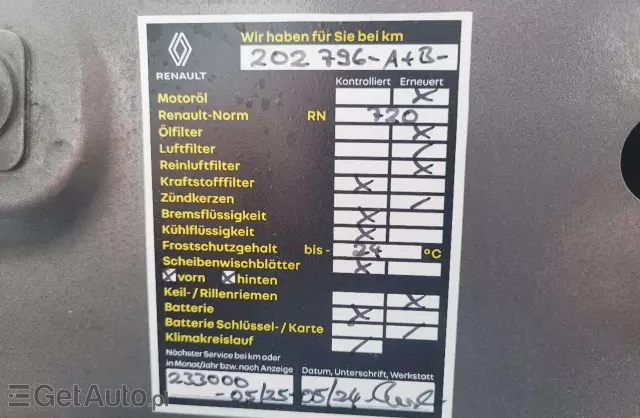 RENAULT
Wir haben für Sie bei km
202 796-A+B-
Kontrolliert Erneuert
Motoröl X
Renault-Norm RN 720
Ölfilter X
Luftfilter /
Reinluftfilter X
Kraftstofffilter X
Zündkerzen /
Bremsflüssigkeit X
Kühlflüssigkeit X
Frostschutzgehalt bis - 24 °C
Scheibenwischblätter X
X vorn X hinten
Keil-/ Rillenriemen X
Batterie X
Batterie Schlüssel-/ Karte /
Klimakreislauf /
Nächster Service bei km oder
in Monat/Jahr bzw. nach Anzeige
Datum, Unterschrift, Werkstatt
233000
-05/25-05/24
GetAuto.pl